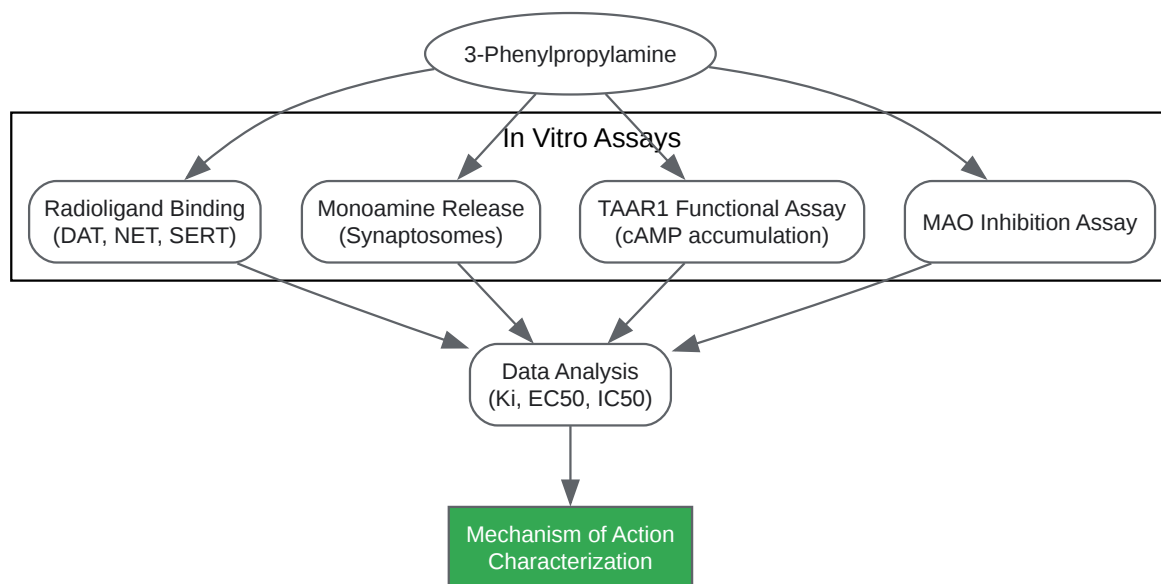 3-Phenylpropylamine
In Vitro Assays
Radioligand Binding
(DAT, NET, SERT)
Monoamine Release
(Synaptosomes)
TAAR1 Functional Assay
(cAMP accumulation)
MAO Inhibition Assay
Data Analysis
(Ki, EC50, IC50)
Mechanism of Action
Characterization